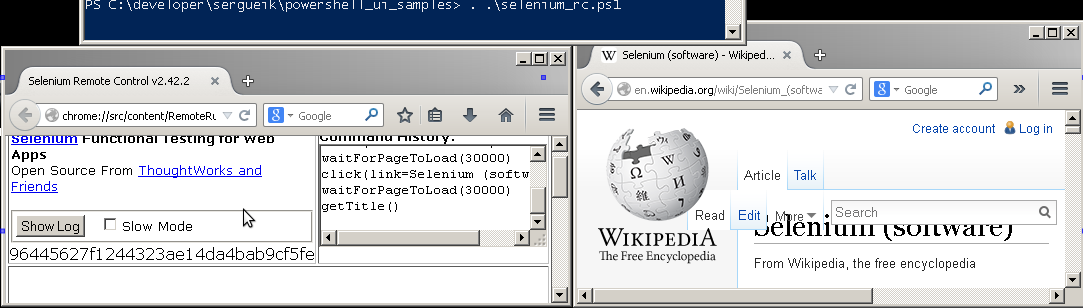 PS C:\developer\sergueik\powershell_ui_samples> . .\selenium_rc.ps1
Selenium Remote Control v2.42.2
chrome://src/content/RemoteRu
Google
Selenium Functional Testing for Web
Apps
Open Source From ThoughtWorks and
Friends
Show Log
Slow Mode
96445627f1244323ae14da4bab9cf5fe
Command History:
waitForPageToLoad(30000)
click(link=Selenium (softw
waitForPageToLoad(30000)
getTitle()
Selenium (software) - Wikiped...
en.wikipedia.org/wiki/Selenium_(softwa
Google
Create account Log in
Article Talk
Read Edit More Search
WIKIPEDIA
The Free Encyclopedia
Selenium (software)
From Wikipedia, the free encyclopedia